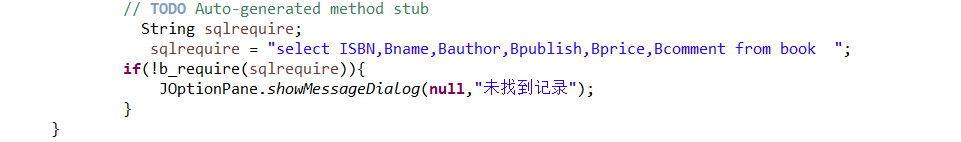 // TODO Auto-generated method stub
String sqlrequire;
sqlrequire = "select ISBN,Bname,Bauthor,Bpublish,Bprice,Bcomment from book  ";
if(!b_require(sqlrequire)){
JOptionPane.showMessageDialog(null,"未找到记录");
}
}